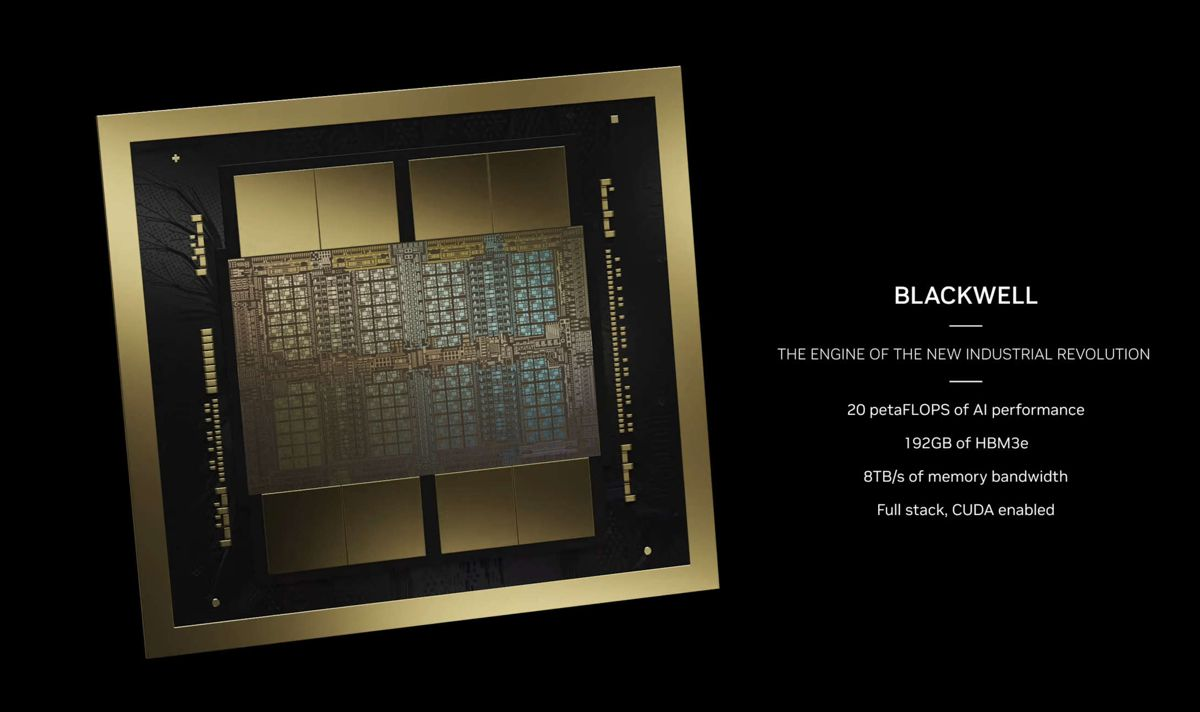 BLACKWELL
THE ENGINE OF THE NEW INDUSTRIAL REVOLUTION
20 petaFLOPS of AI performance
192GB of HBM3e
8TB/s of memory bandwidth
Full stack, CUDA enabled